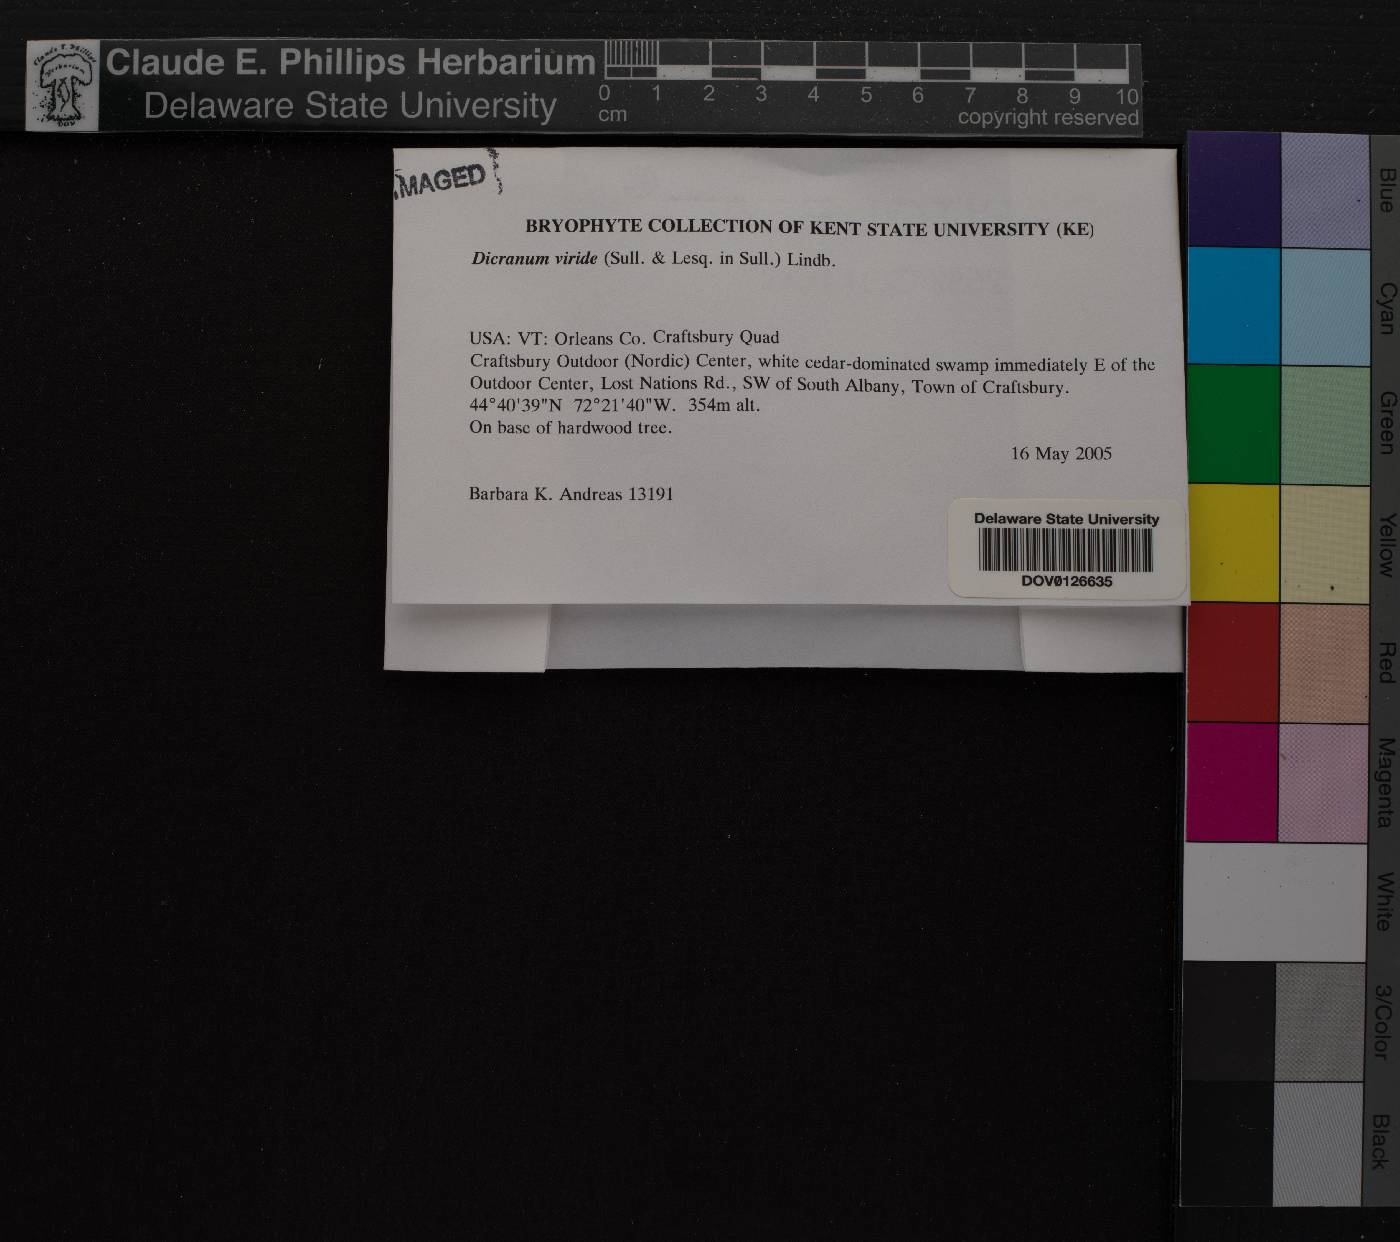 Claude E. Phillips Herbarium
Delaware State University
0 1 2 3 4 5 6 7 8 9 10
cm
copyright reserved
MAGED
BRYOPHYTE COLLECTION OF KENT STATE UNIVERSITY (KE)
Dicranum viride (Sull. & Lesq. in Sull.) Lindb.
USA: VT: Orleans Co. Craftsbury Quad
Craftsbury Outdoor (Nordic) Center, white cedar-dominated swamp immediately E of the
Outdoor Center, Lost Nations Rd., SW of South Albany, Town of Craftsbury.
44°40'39"N 72°21'40"W. 354m alt.
On base of hardwood tree.
16 May 2005
Barbara K. Andreas 13191
Delaware State University
DOV0126635
Blue
Cyan
Green
Yellow
Red
Magenta
White
3/Color
Black